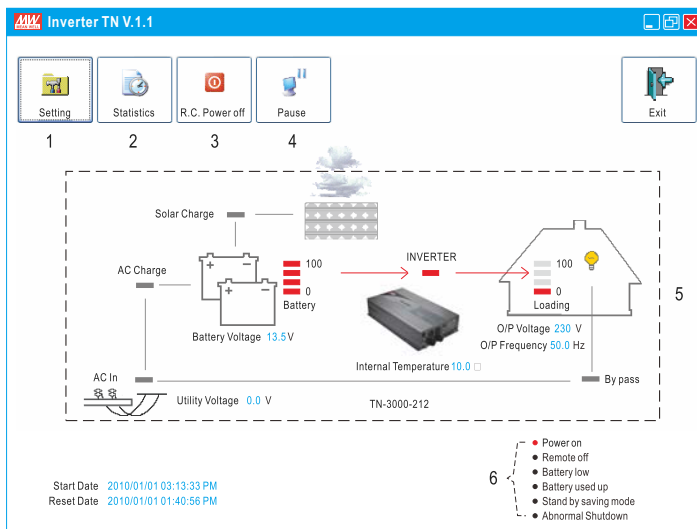 MW MEAN WELL Inverter TN V.1.1
Setting Statistics R.C. Power off Pause Exit
1 2 3 4
Solar Charge
INVERTER
AC Charge
+ - + -
100
0
Battery
100
0
Loading
5
Battery Voltage 13.5 V
O/P Voltage 230 V
O/P Frequency 50.0 Hz
Internal Temperature 10.0 □
AC In
By pass
Utility Voltage 0.0 V
TN-3000-212
6
Power on
Remote off
Battery low
Battery used up
Stand by saving mode
Abnormal Shutdown
Start Date 2010/01/01 03:13:33 PM
Reset Date 2010/01/01 01:40:56 PM